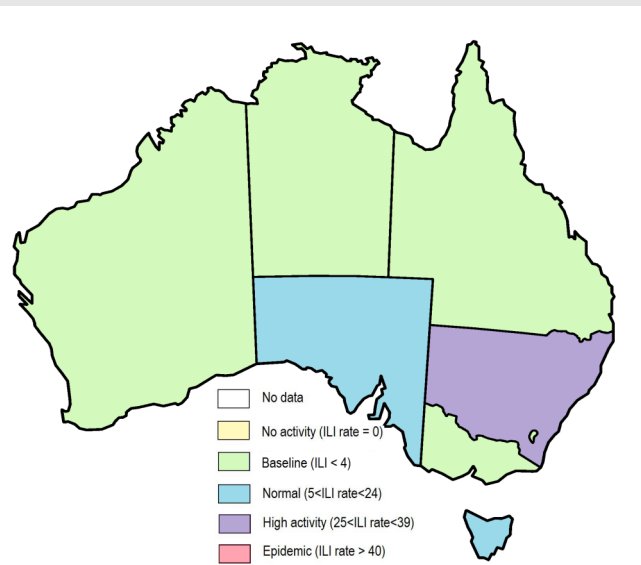 No data
No activity (ILI rate = 0)
Baseline (ILI < 4)
Normal (5<ILI rate<24)
High activity (25<ILI rate<39)
Epidemic (ILI rate > 40)